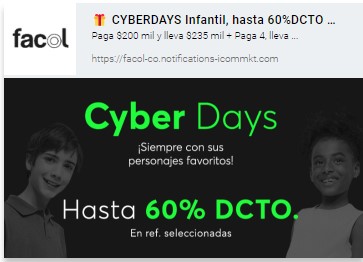 facol
🎁 CYBERDAYS Infantil, hasta 60%DCTO ...
Paga $200 mil y lleva $235 mil + Paga 4, lleva ...
https://facol-co.notifications-icommkt.com
Cyber Days
¡Siempre con sus
personajes favoritos!
Hasta 60% DCTO.
En ref. seleccionadas